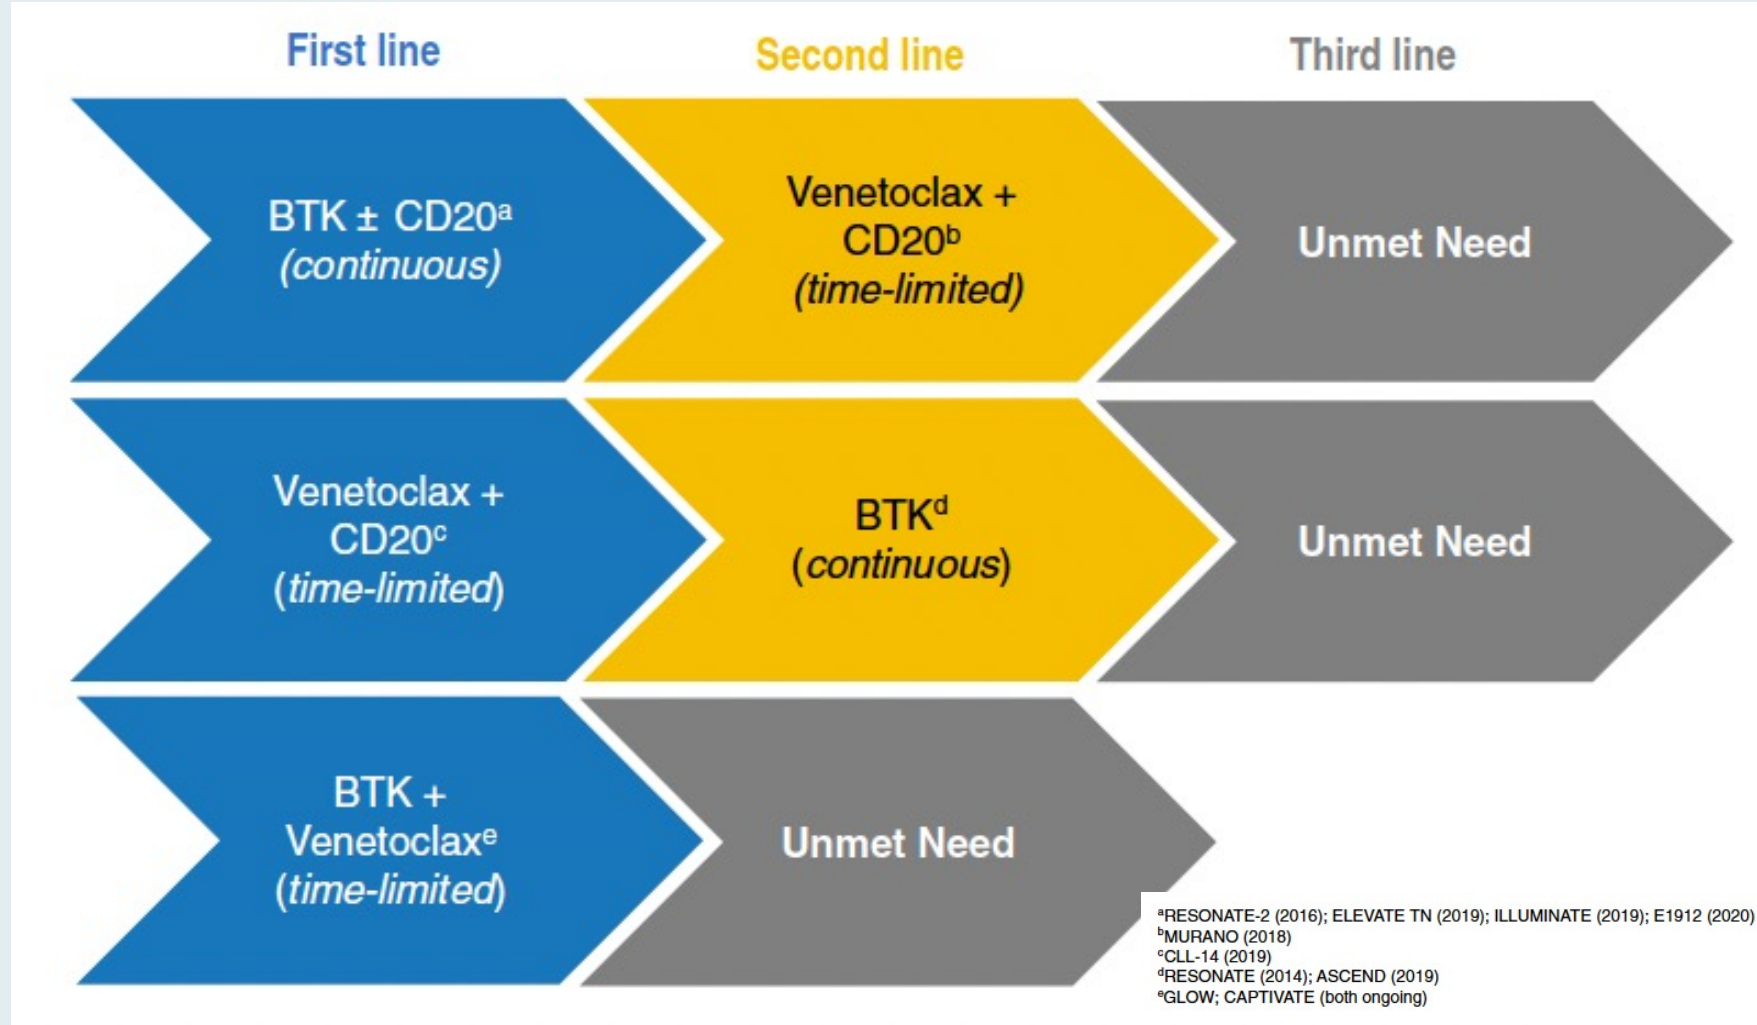 First line
Second line
Third line
BTK ± CD20ᵃ
(continuous)
Venetoclax +
CD20ᵇ
(time-limited)
Unmet Need
Venetoclax +
CD20ᶜ
(time-limited)
BTKᵈ
(continuous)
Unmet Need
BTK +
Venetoclaxᵉ
(time-limited)
Unmet Need
ᵃRESONATE-2 (2016); ELEVATE TN (2019); ILLUMINATE (2019); E1912 (2020)
ᵇMURANO (2018)
ᶜCLL-14 (2019)
ᵈRESONATE (2014); ASCEND (2019)
ᵉGLOW; CAPTIVATE (both ongoing)